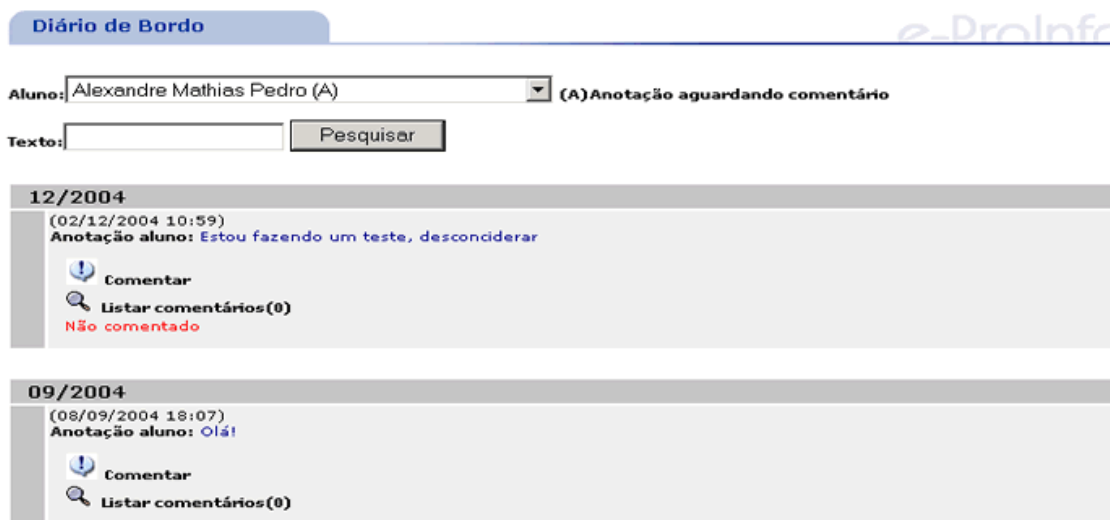 Diário de Bordo
e-ProInfo
Aluno: Alexandre Mathias Pedro (A) (A)Anotação aguardando comentário
Texto: Pesquisar
12/2004
(02/12/2004 10:59)
Anotação aluno: Estou fazendo um teste, desconciderar
Comentar
Listar comentários(0)
Não comentado
09/2004
(08/09/2004 18:07)
Anotação aluno: Olá!
Comentar
Listar comentários(0)